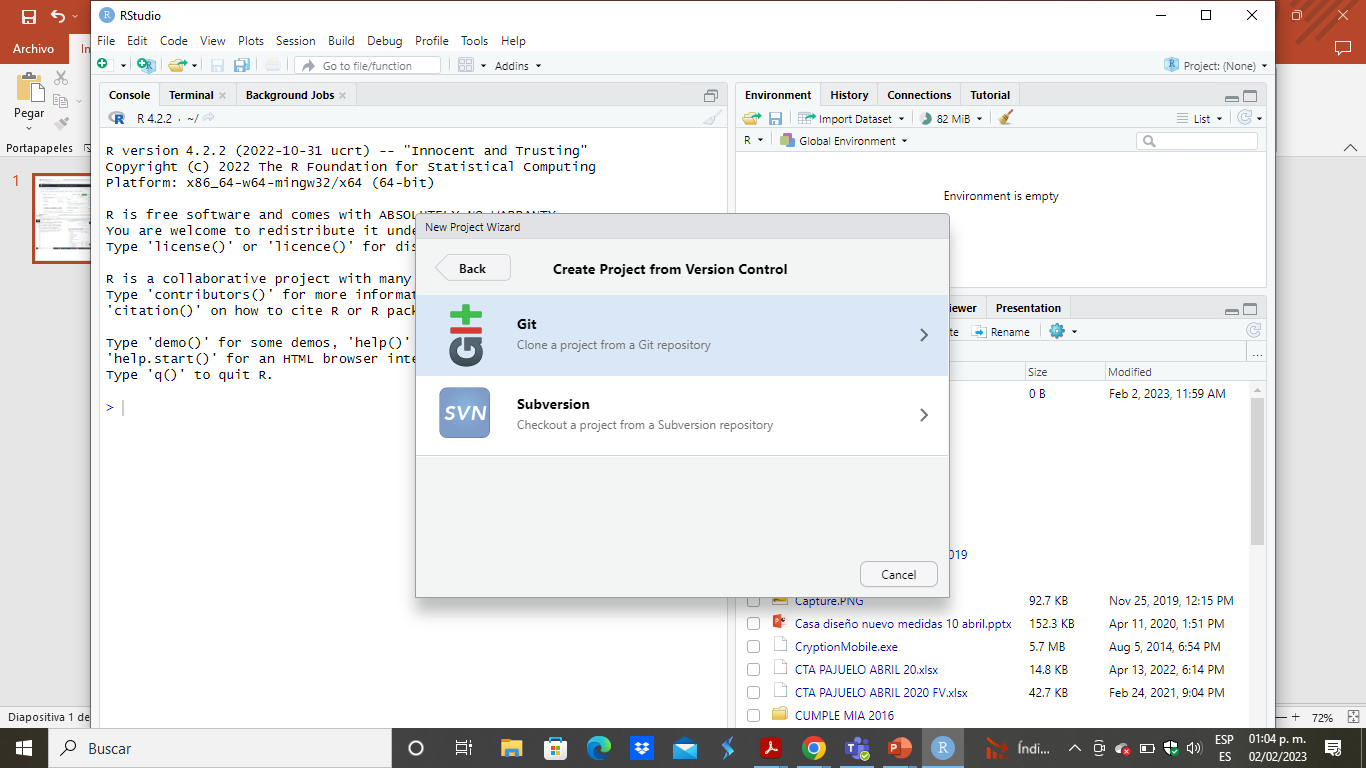 RStudio
File Edit Code View Plots Session Build Debug Profile Tools Help
Archivo
In
Go to file/function
Addins
Project: (None)
Pegar
Portapapeles
1
Console Terminal Background Jobs
R 4.2.2 · ~/
R version 4.2.2 (2022-10-31 ucrt) -- "Innocent and Trusting"
Copyright (C) 2022 The R Foundation for Statistical Computing
Platform: x86_64-w64-mingw32/x64 (64-bit)
R is free software and comes with ABSOLUTELY NO WARRANTY.
You are welcome to redistribute it unde
Type 'license()' or 'licence()' for dis
R is a collaborative project with many
Type 'contributors()' for more informat
'citation()' on how to cite R or R pack
Type 'demo()' for some demos, 'help()'
'help.start()' for an HTML browser inte
Type 'q()' to quit R.
>
Environment History Connections Tutorial
Import Dataset 82 MiB List
R Global Environment
Environment is empty
New Project Wizard
Back
Create Project from Version Control
Git
Clone a project from a Git repository
SVN
Subversion
Checkout a project from a Subversion repository
Cancel
iewer Presentation
te Rename
...
Size Modified
0 B Feb 2, 2023, 11:59 AM
019
Capture.PNG 92.7 KB Nov 25, 2019, 12:15 PM
Casa diseño nuevo medidas 10 abril.pptx 152.3 KB Apr 11, 2020, 1:51 PM
CryptionMobile.exe 5.7 MB Aug 5, 2014, 6:54 PM
CTA PAJUELO ABRIL 20.xlsx 14.8 KB Apr 13, 2022, 6:14 PM
CTA PAJUELO ABRIL 2020 FV.xlsx 42.7 KB Feb 24, 2021, 9:04 PM
CUMPLE MIA 2016
Diapositiva 1 de
72%
Buscar
Índi...
ESP
ES
01:04 p. m.
02/02/2023